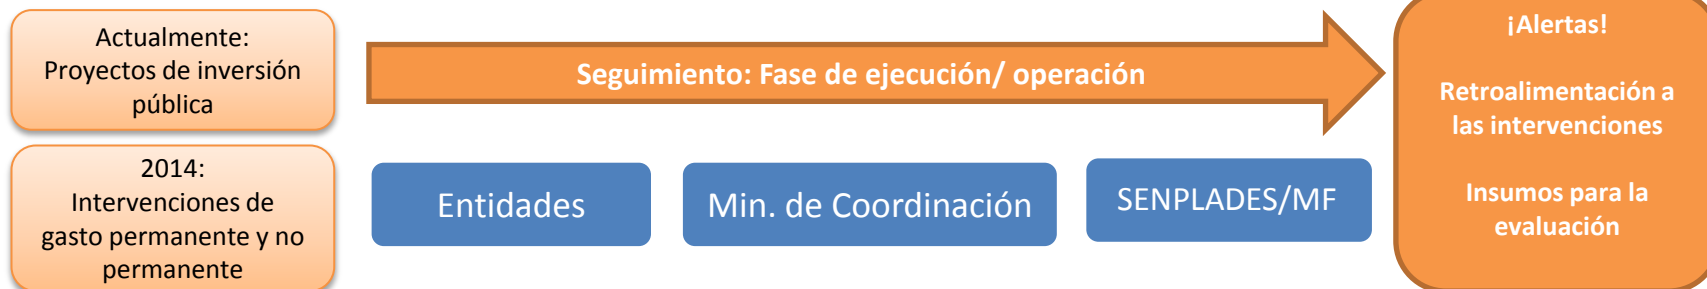 Actualmente:
Proyectos de inversión
pública
2014:
Intervenciones de
gasto permanente y no
permanente
Seguimiento: Fase de ejecución/ operación
Entidades
Min. de Coordinación
SENPLADES/MF
¡Alertas!
Retroalimentación a
las intervenciones
Insumos para la
evaluación